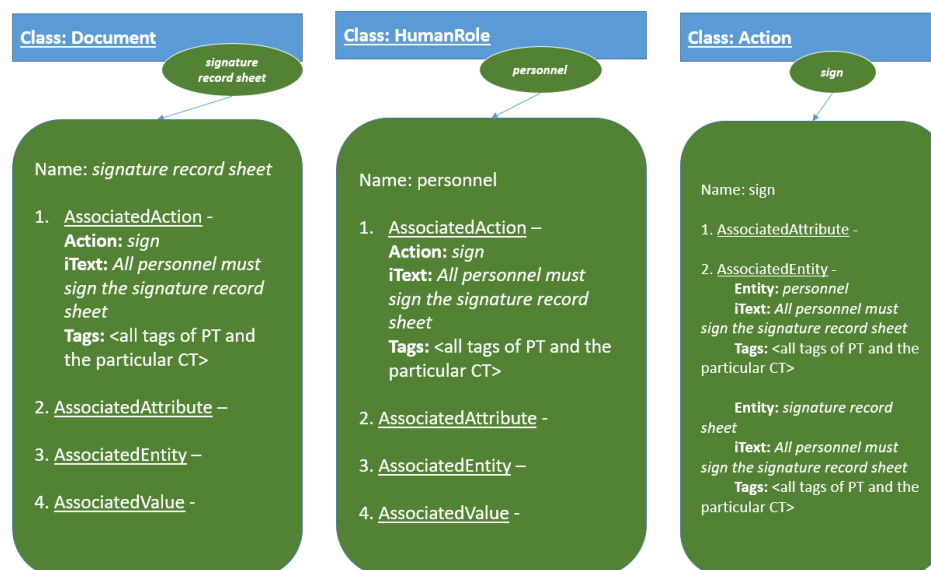 Class: Document
signature
record sheet
Name: signature record sheet
1. AssociatedAction -
Action: sign
iText: All personnel must
sign the signature record
sheet
Tags: <all tags of PT and
the particular CT>
2. AssociatedAttribute –
3. AssociatedEntity –
4. AssociatedValue -
Class: HumanRole
personnel
Name: personnel
1. AssociatedAction –
Action: sign
iText: All personnel must
sign the signature record
sheet
Tags: <all tags of PT and the
particular CT>
2. AssociatedAttribute -
3. AssociatedEntity –
4. AssociatedValue -
Class: Action
sign
Name: sign
1. AssociatedAttribute -
2. AssociatedEntity -
Entity: personnel
iText: All personnel must
sign the signature record sheet
Tags: <all tags of PT and the
particular CT>
Entity: signature record
sheet
iText: All personnel must
sign the signature record sheet
Tags: <all tags of PT and the
particular CT>